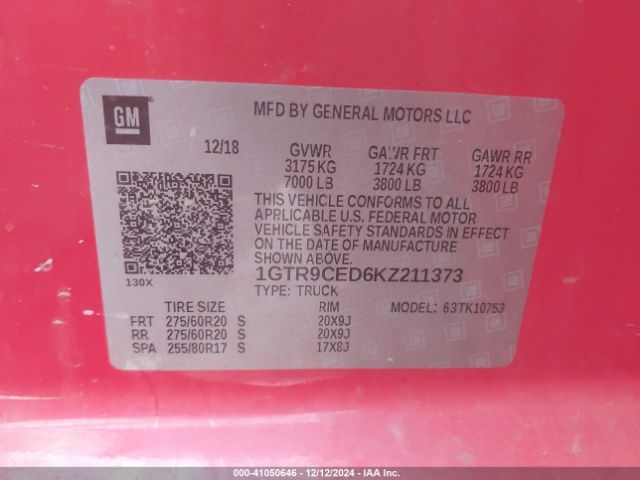 GM
MFD BY GENERAL MOTORS LLC
12/18 GVWR GAWR FRT GAWR RR
3175 KG 1724 KG 1724 KG
7000 LB 3800 LB 3800 LB
THIS VEHICLE CONFORMS TO ALL
APPLICABLE U.S. FEDERAL MOTOR
VEHICLE SAFETY STANDARDS IN EFFECT
ON THE DATE OF MANUFACTURE
SHOWN ABOVE.
130X 1GTR9CED6KZ211373
TYPE: TRUCK
TIRE SIZE RIM MODEL: 63TK10753
FRT 275/60R20 S 20X9J
RR 275/60R20 S 20X9J
SPA 255/80R17 S 17X8J
000-41050646 - 12/12/2024 - IAA Inc.